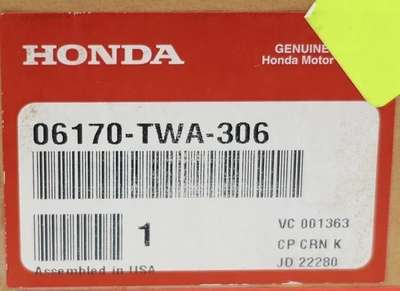 HONDA
GENUINE
Honda Motor
06170-TWA-306
1
VC 001363
CP CRN K
JD 22280
Assembled in USA